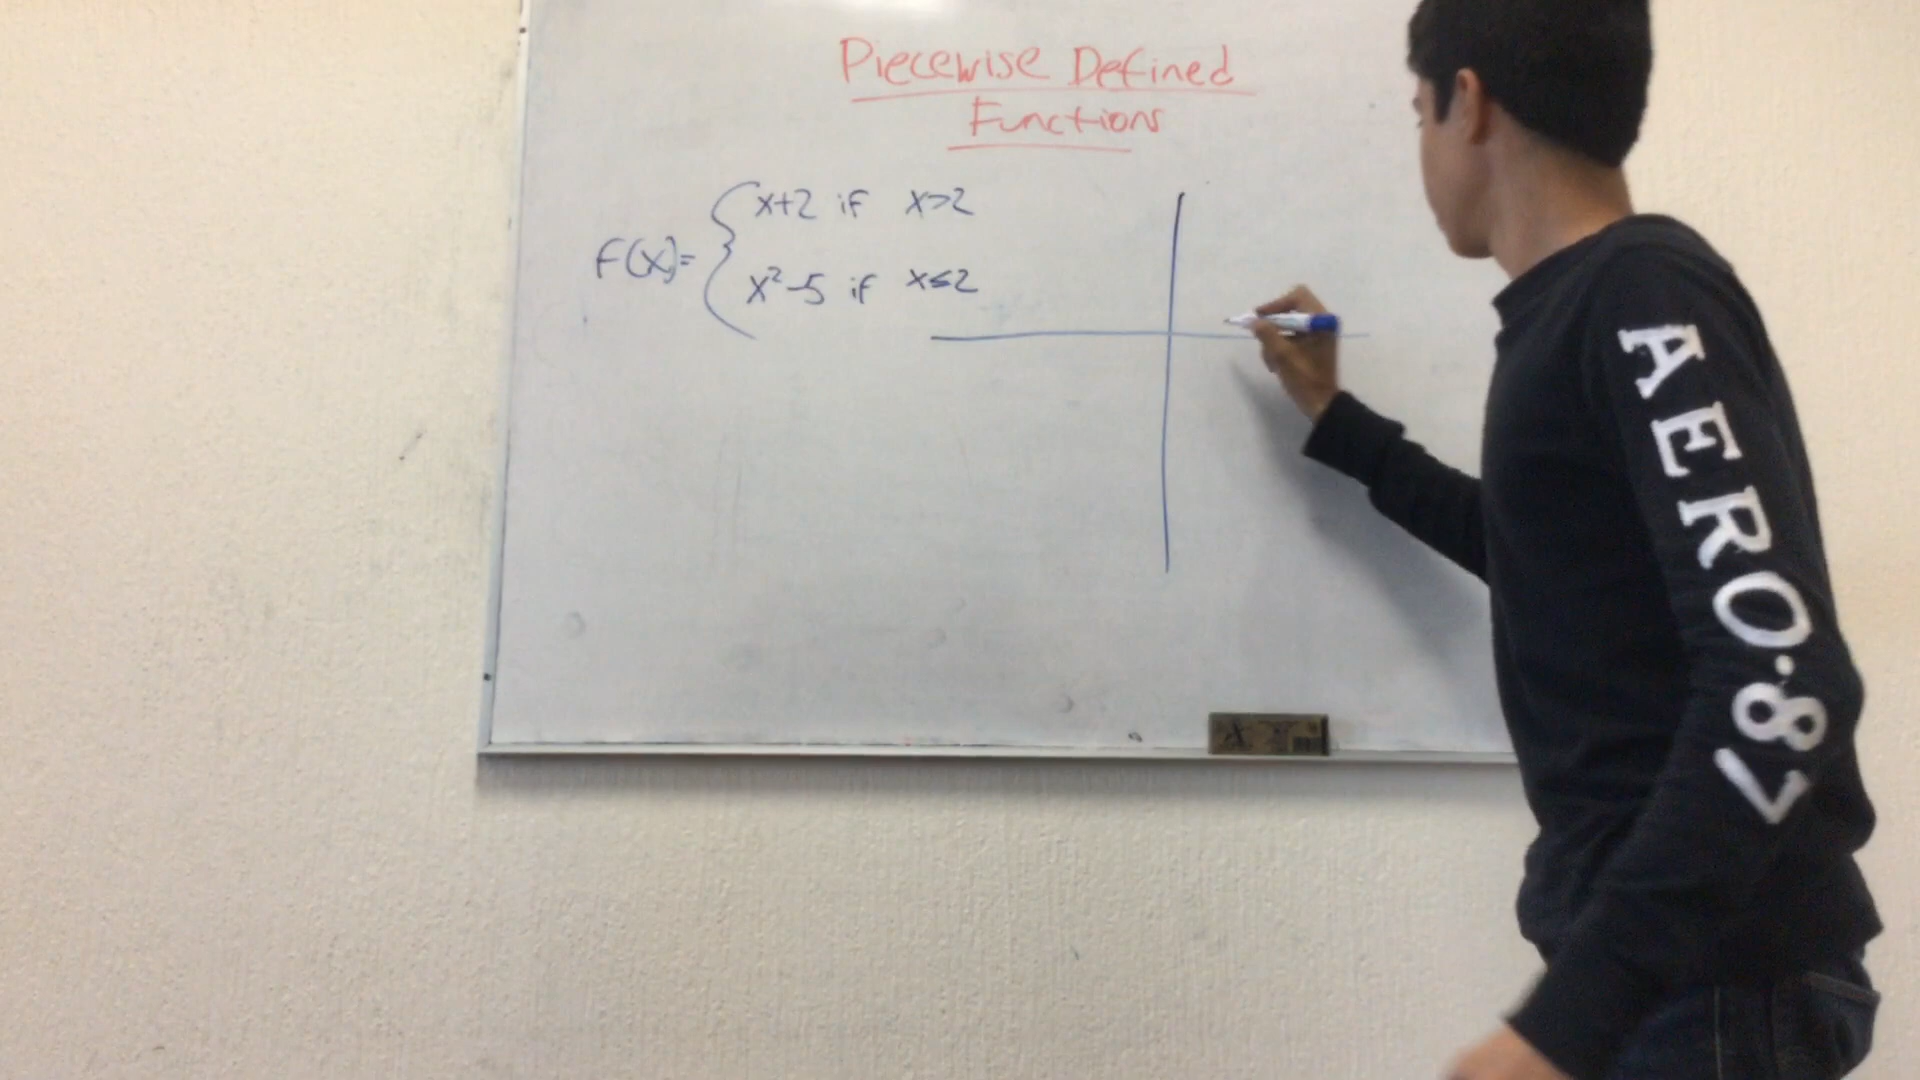 Piecewise Defined
Functions
F(x)= { x+2 if x>2
x²-5 if x≤2
AERO·87